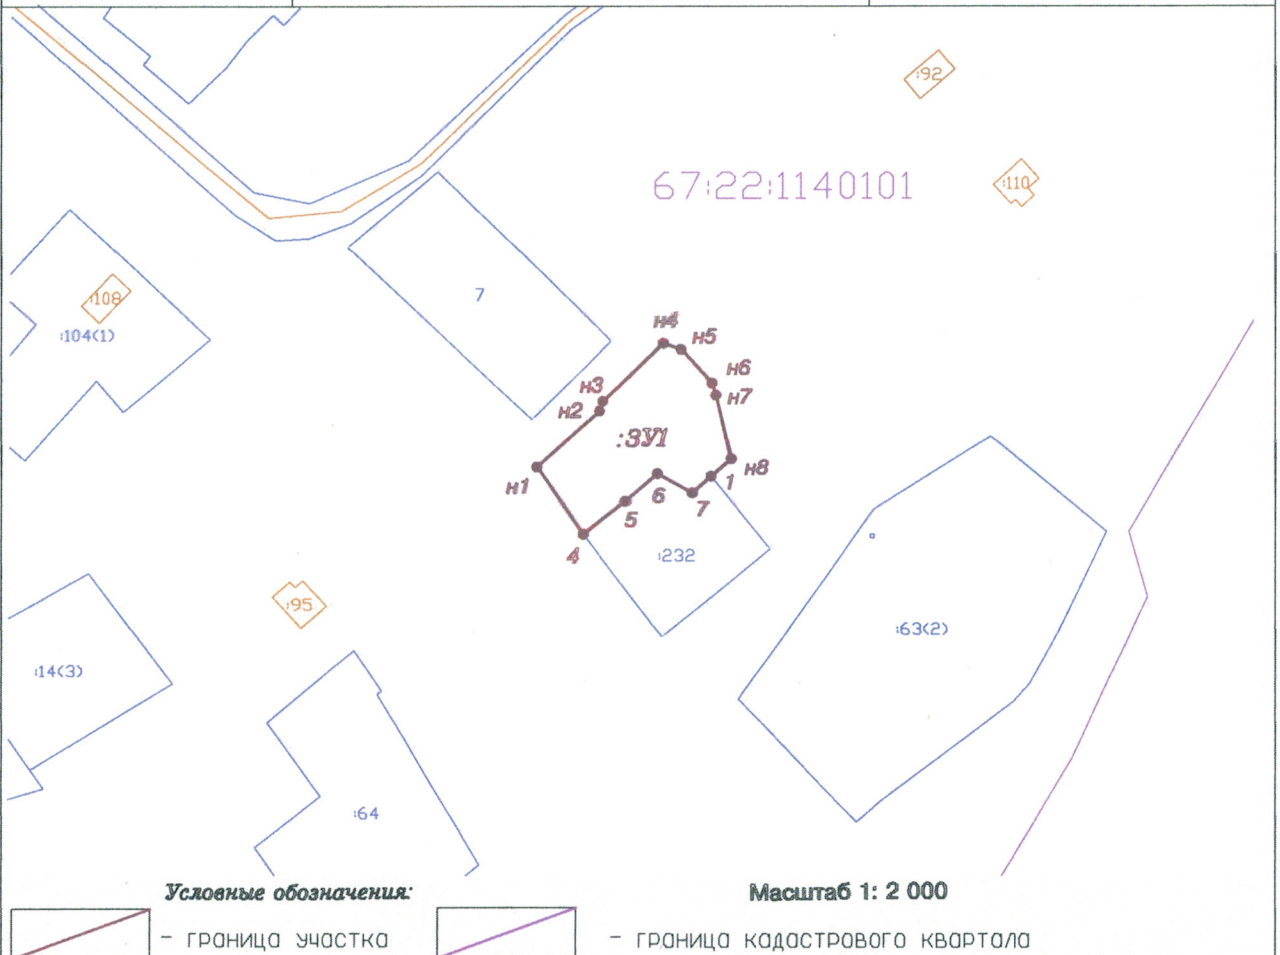 :92
67:22:1140101
:110
:108
:104(1)
7
н4
н5
н6
н3
н7
н2
:ЗУ1
н1
н8
1
6
7
5
4
:232
:95
:63(2)
:14(3)
:64
Условные обозначения:
Масштаб 1: 2 000
- граница участка
- граница кадастрового квартала